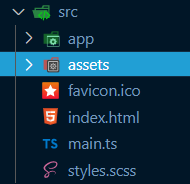 src
app
assets
favicon.ico
index.html
TS main.ts
styles.scss